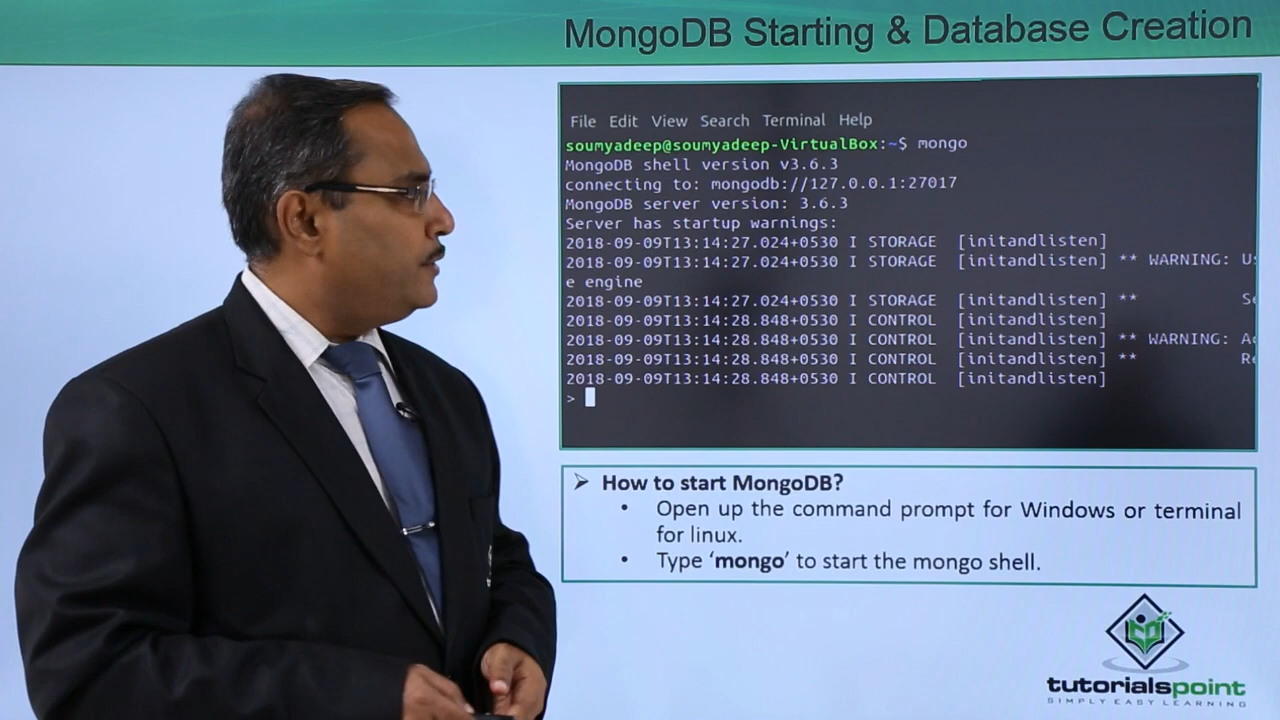 MongoDB Starting & Database Creation
File Edit View Search Terminal Help
soumyadeep@soumyadeep-VirtualBox:~$ mongo
MongoDB shell version v3.6.3
connecting to: mongodb://127.0.0.1:27017
MongoDB server version: 3.6.3
Server has startup warnings:
2018-09-09T13:14:27.024+0530 I STORAGE [initandlisten]
2018-09-09T13:14:27.024+0530 I STORAGE [initandlisten] ** WARNING:
e engine
2018-09-09T13:14:27.024+0530 I STORAGE [initandlisten] **
2018-09-09T13:14:28.848+0530 I CONTROL [initandlisten]
2018-09-09T13:14:28.848+0530 I CONTROL [initandlisten] ** WARNING:
2018-09-09T13:14:28.848+0530 I CONTROL [initandlisten] **
2018-09-09T13:14:28.848+0530 I CONTROL [initandlisten]
>
➢ How to start MongoDB?
• Open up the command prompt for Windows or terminal
for linux.
• Type ‘mongo’ to start the mongo shell.
tutorialspoint
SIMPLY EASY LEARNING